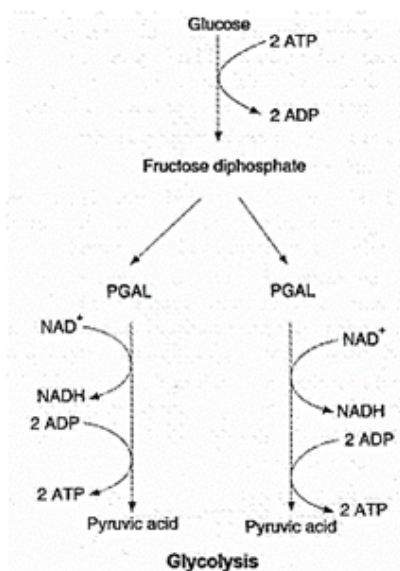 Glucose
2 ATP
2 ADP
Fructose diphosphate
PGAL
PGAL
NAD+
NAD+
NADH
NADH
2 ADP
2 ADP
2 ATP
2 ATP
Pyruvic acid
Pyruvic acid
Glycolysis